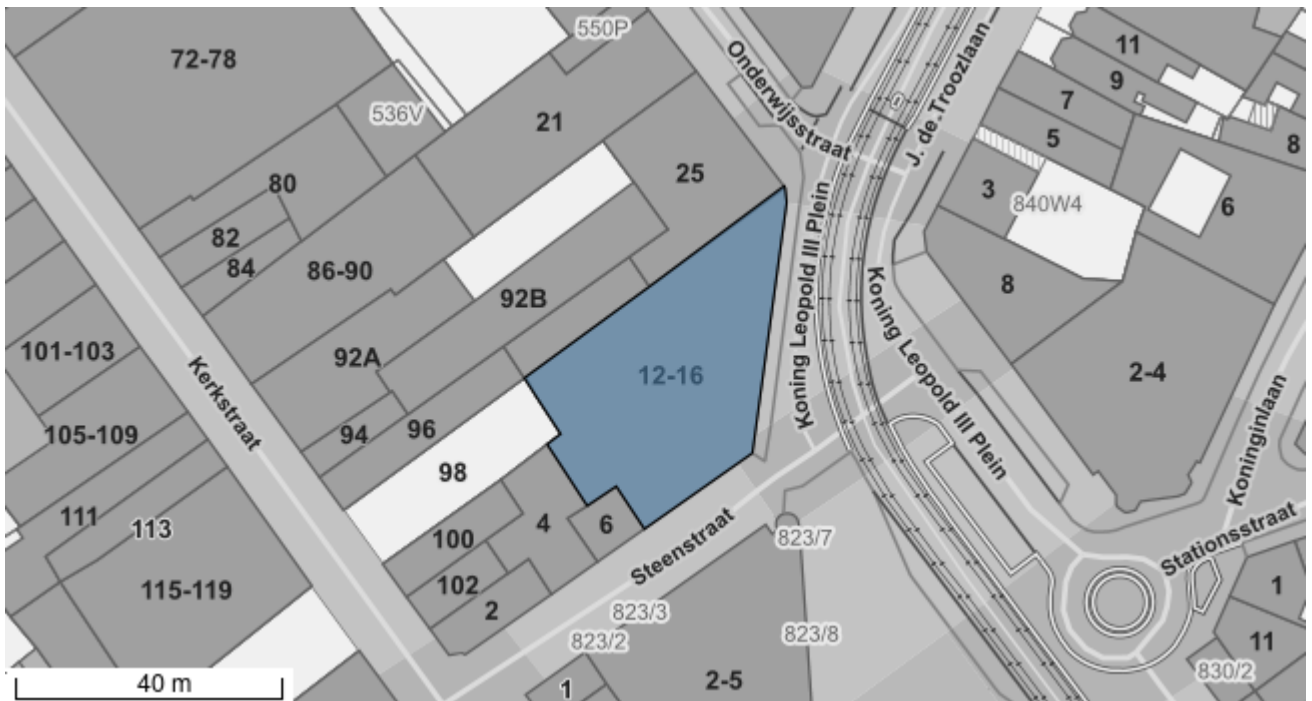 550P
72-78
11
9
Onderwijsstraat
536V
21
7
J. de Troozlaan
5
8
25
80
3
840W4
6
82
84
86-90
Koning Leopold III Plein
8
92B
Koning Leopold III Plein
101-103
92A
12-16
2-4
Kerkstraat
105-109
94
96
98
Koninginlaan
111
113
100
4
6
Steenstraat
823/7
Stationsstraat
102
115-119
2
823/3
823/2
823/8
1
11
830/2
40 m
1
2-5